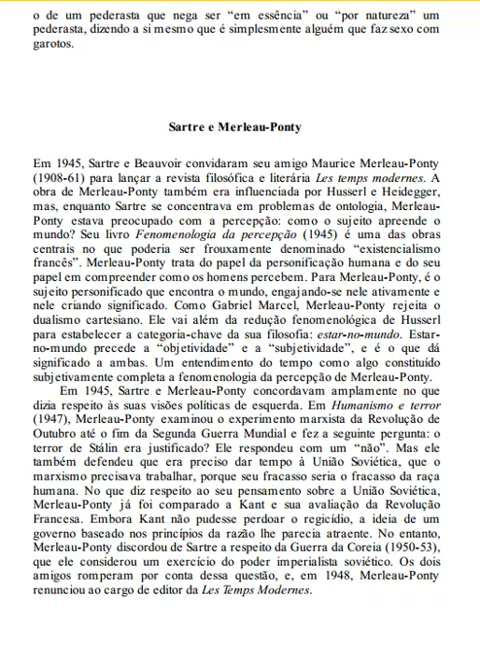 o de um pederasta que nega ser “em essência” ou “por natureza” um
pederasta, dizendo a si mesmo que é simplesmente alguém que faz sexo com
garotos.
Sartre e Merleau-Ponty
Em 1945, Sartre e Beauvoir convidaram seu amigo Maurice Merleau-Ponty
(1908-61) para lançar a revista filosófica e literária Les temps modernes. A
obra de Merleau-Ponty também era influenciada por Husserl e Heidegger,
mas, enquanto Sartre se concentrava em problemas de ontologia, Merleau-
Ponty estava preocupado com a percepção: como o sujeito apreende o
mundo? Seu livro Fenomenologia da percepção (1945) é uma das obras
centrais no que poderia ser frouxamente denominado “existencialismo
francês”. Merleau-Ponty trata do papel da personificação humana e do seu
papel em compreender como os homens percebem. Para Merleau-Ponty, é o
sujeito personificado que encontra o mundo, engajando-se nele ativamente e
nele criando significado. Como Gabriel Marcel, Merleau-Ponty rejeita o
dualismo cartesiano. Ele vai além da redução fenomenológica de Husserl
para estabelecer a categoria-chave da sua filosofia: estar-no-mundo. Estar-
no-mundo precede a “objetividade” e a “subjetividade”, e é o que dá
significado a ambas. Um entendimento do tempo como algo constituído
subjetivamente completa a fenomenologia da percepção de Merleau-Ponty.
Em 1945, Sartre e Merleau-Ponty concordavam amplamente no que
dizia respeito às suas visões políticas de esquerda. Em Humanismo e terror
(1947), Merleau-Ponty examinou o experimento marxista da Revolução de
Outubro até o fim da Segunda Guerra Mundial e fez a seguinte pergunta: o
terror de Stálin era justificado? Ele respondeu com um “não”. Mas ele
também defendeu que era preciso dar tempo à União Soviética, que o
marxismo precisava trabalhar, porque seu fracasso seria o fracasso da raça
humana. No que diz respeito ao seu pensamento sobre a União Soviética,
Merleau-Ponty já foi comparado a Kant e sua avaliação da Revolução
Francesa. Embora Kant não pudesse perdoar o regicídio, a ideia de um
governo baseado nos princípios da razão lhe parecia atraente. No entanto,
Merleau-Ponty discordou de Sartre a respeito da Guerra da Coreia (1950-53),
que ele considerou um exercício do poder imperialista soviético. Os dois
amigos romperam por conta dessa questão, e, em 1948, Merleau-Ponty
renunciou ao cargo de editor da Les Temps Modernes.